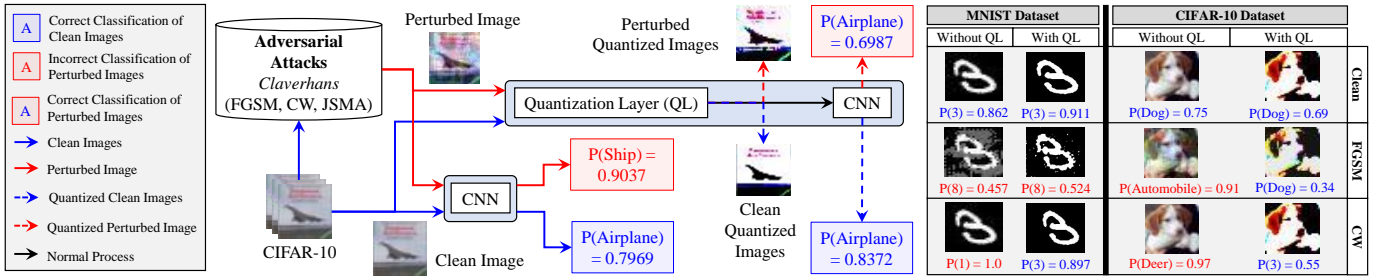 A
Correct Classification of
Clean Images
A
Incorrect Classification of
Perturbed Images
A
Correct Classification of
Perturbed Images
Clean Images
Perturbed Image
Quantized Clean Images
Quantized Perturbed Image
Normal Process
Adversarial
Attacks
Claverhans
(FGSM, CW, JSMA)
CIFAR-10
Perturbed Image
Perturbed
Quantized Images
P(Airplane)
= 0.6987
Quantization Layer (QL)
CNN
P(Ship) =
0.9037
CNN
Clean Image
P(Airplane)
= 0.7969
Clean
Quantized
Images
P(Airplane)
= 0.8372
MNIST Dataset
CIFAR-10 Dataset
Without QL
With QL
Without QL
With QL
P(3) = 0.862
P(3) = 0.911
P(Dog) = 0.75
P(Dog) = 0.69
Clean
P(8) = 0.457
P(8) = 0.524
P(Automobile) = 0.91
P(Dog) = 0.34
FGSM
P(1) = 1.0
P(3) = 0.897
P(Deer) = 0.97
P(3) = 0.55
CW